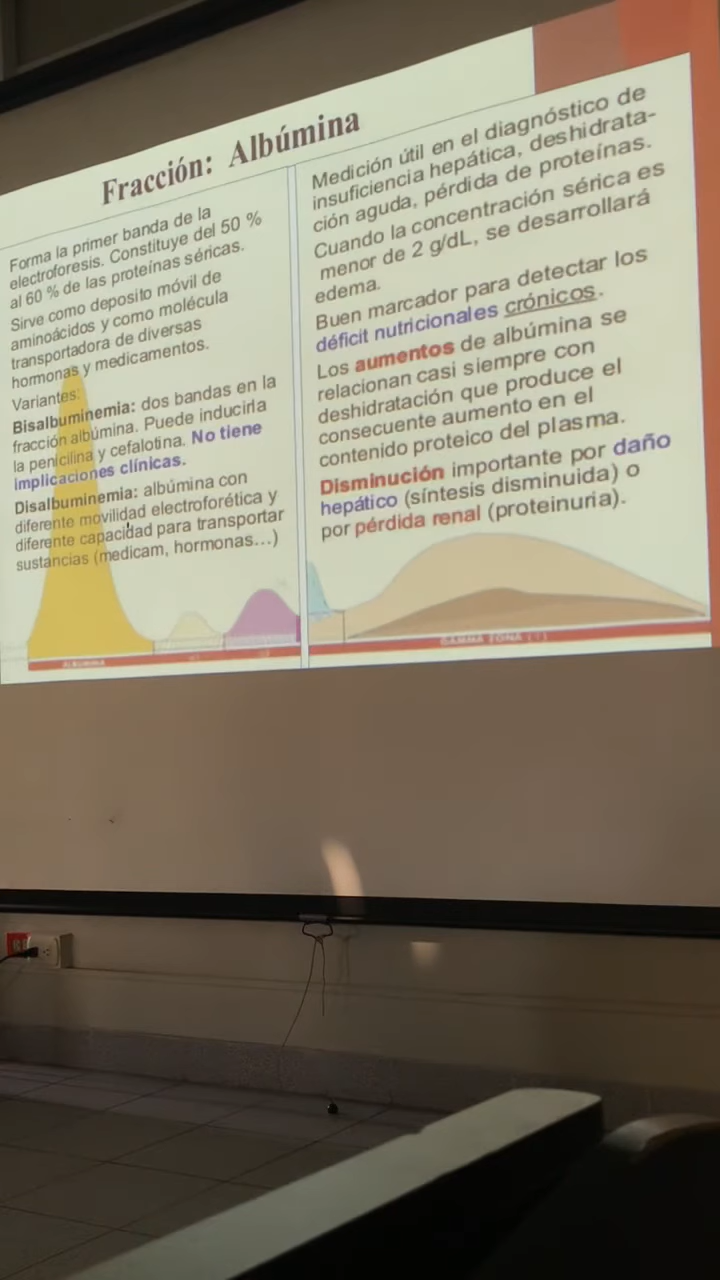 Fracción: Albúmina
Forma la primer banda de la
electroforesis. Constituye del 50 %
al 60 % de las proteínas séricas.
Sirve como deposito móvil de
aminoácidos y como molécula
transportadora de diversas
hormonas y medicamentos.
Variantes:
Bisalbuminemia: dos bandas en la
fracción albúmina. Puede inducirla
la penicilina y cefalotina. No tiene
implicaciones clínicas.
Disalbuminemia: albúmina con
diferente movilidad electroforética y
diferente capacidad para transportar
sustancias (medicam, hormonas...)
ALBUMINA
Medición útil en el diagnóstico de
insuficiencia hepática, deshidrata-
ción aguda, pérdida de proteínas.
Cuando la concentración sérica es
menor de 2 g/dL, se desarrollará
edema.
Buen marcador para detectar los
déficit nutricionales crónicos.
Los aumentos de albúmina se
relacionan casi siempre con
deshidratación que produce el
consecuente aumento en el
contenido proteico del plasma.
Disminución importante por daño
hepático (síntesis disminuida) o
por pérdida renal (proteinuria).
GAMMA ZONA